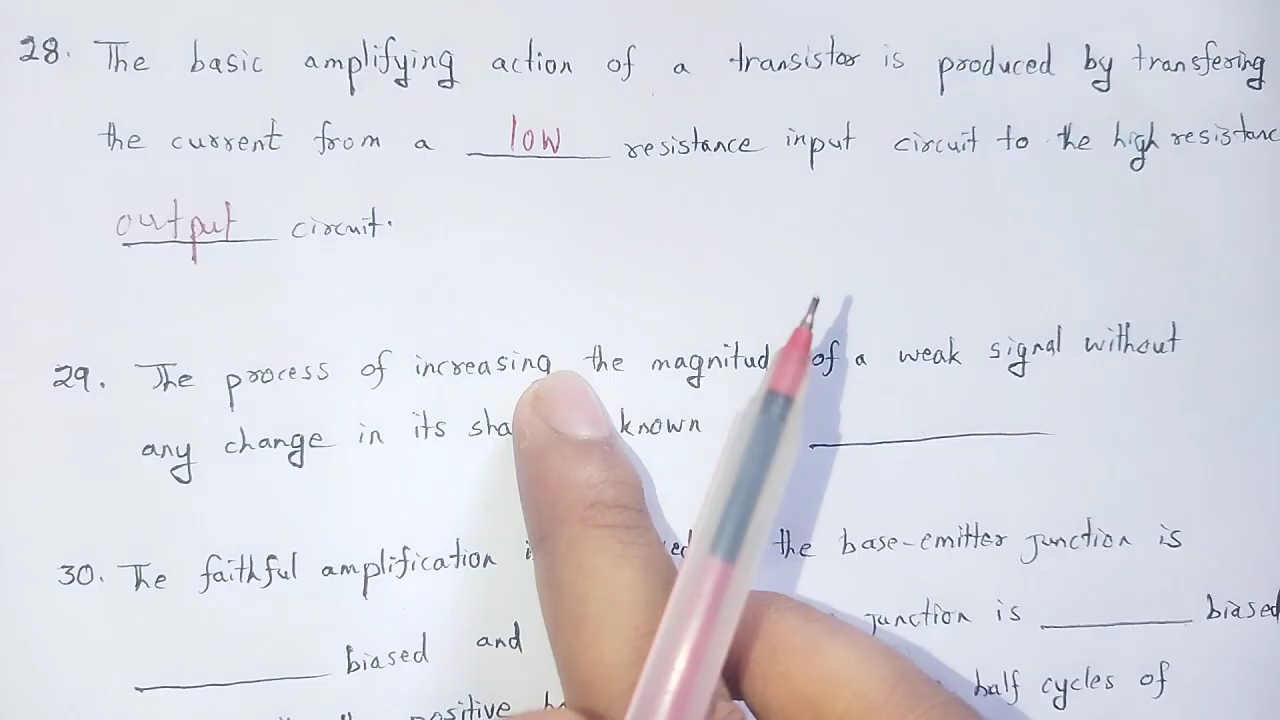 28. The basic amplifying action of a transistor is produced by transfering
the current from a low resistance input circuit to the high resistanc
output circuit.
29. The process of increasing the magnitud of a weak signal without
any change in its sha known
30. The faithful amplification the base-emitter junction is
biased and junction is biased
positive half cycles of